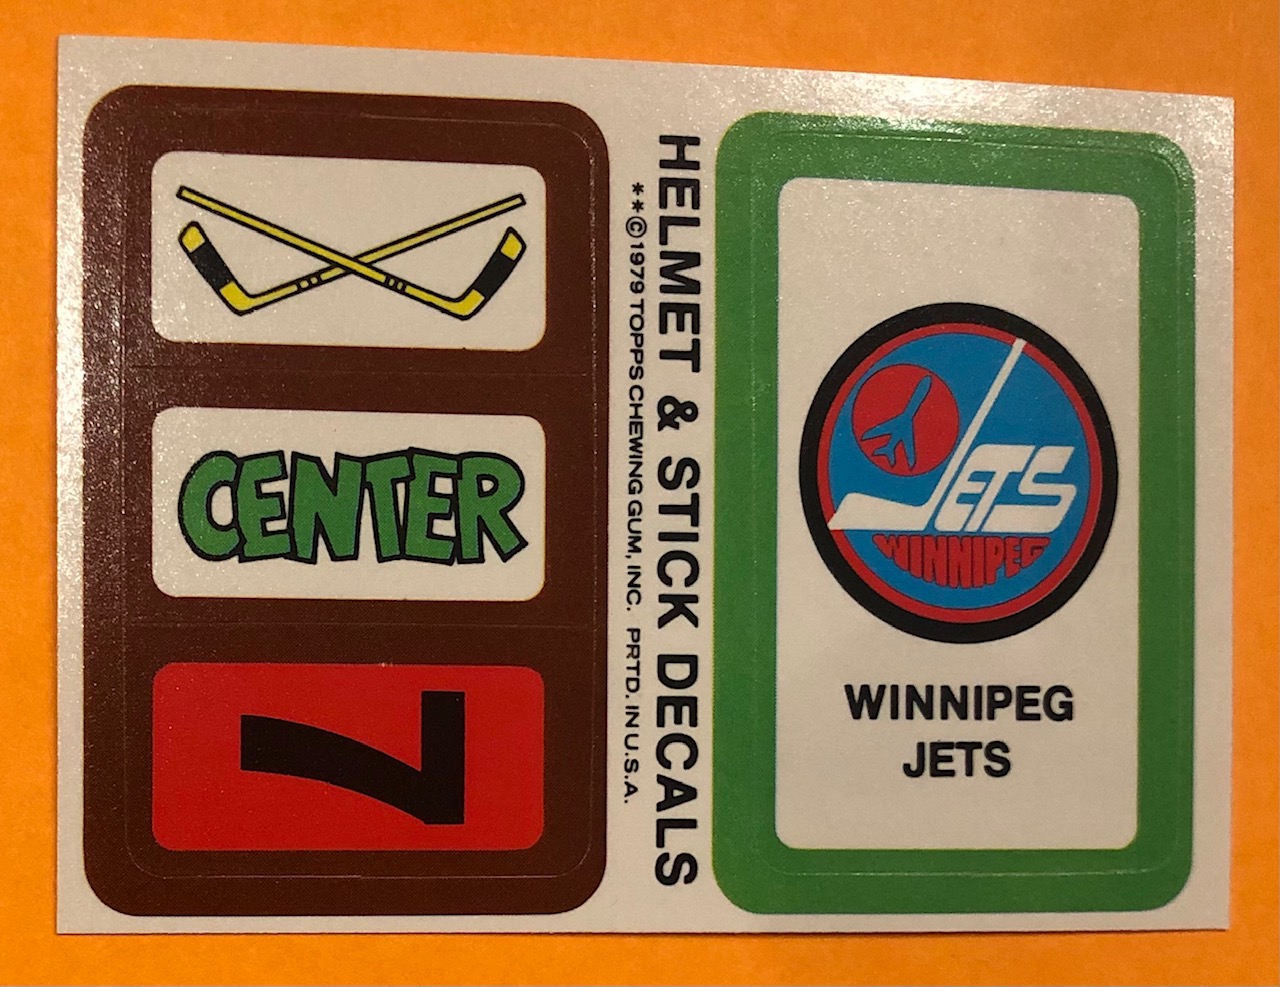 CENTER
7
HELMET & STICK DECALS
**©1979 TOPPS CHEWING GUM, INC. PRTD. IN U.S.A.
JETS
WINNIPEG
WINNIPEG
JETS